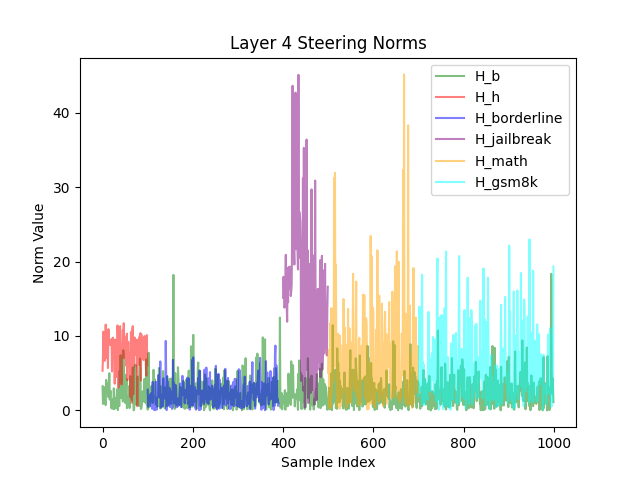 Layer 4 Steering Norms
H_b
H_h
H_borderline
H_jailbreak
H_math
H_gsm8k
Norm Value
40
30
20
10
0
0
200
400
600
800
1000
Sample Index